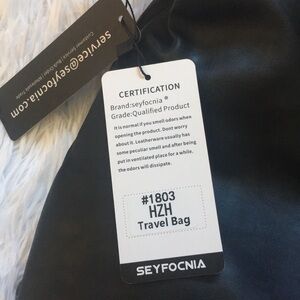 service@seyfocnia.com
CERTIFICATION
Brand:seyfocnia ®
Grade:Qualified Product
It is normal if you smell odors when
opening the product. Dont worry
about it. Leatherware usually has
some peculiar smell and after being
put in ventilated place for a while.
the odors will dissipate.
#1803
HZH
Travel Bag
SEYFOCNIA